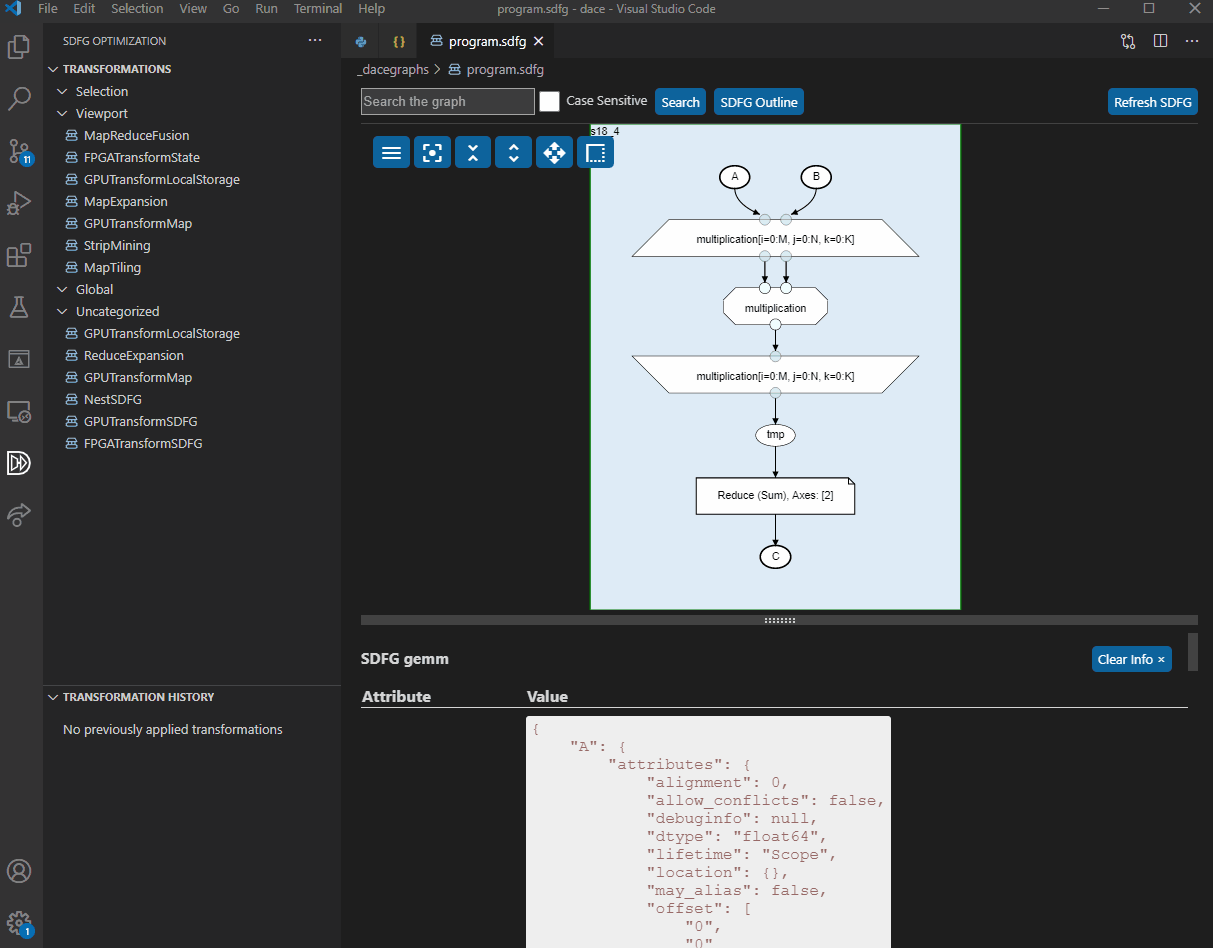 File Edit Selection View Go Run Terminal Help program.sdfg - dace - Visual Studio Code
SDFG OPTIMIZATION
TRANSFORMATIONS
Selection
Viewport
MapReduceFusion
FPGATransformState
GPUTransformLocalStorage
MapExpansion
GPUTransformMap
StripMining
MapTiling
Global
Uncategorized
GPUTransformLocalStorage
ReduceExpansion
GPUTransformMap
NestSDFG
GPUTransformSDFG
FPGATransformSDFG
TRANSFORMATION HISTORY
No previously applied transformations
11
1
{} program.sdfg
_dacegraphs > program.sdfg
Search the graph Case Sensitive Search SDFG Outline Refresh SDFG
s18_4
A B
multiplication[i=0:M, j=0:N, k=0:K]
multiplication
multiplication[i=0:M, j=0:N, k=0:K]
tmp
Reduce (Sum), Axes: [2]
C
SDFG gemm Clear Info ×
Attribute Value
{
"A": {
"attributes": {
"alignment": 0,
"allow_conflicts": false,
"debuginfo": null,
"dtype": "float64",
"lifetime": "Scope",
"location": {},
"may_alias": false,
"offset": [
"0",
"0"